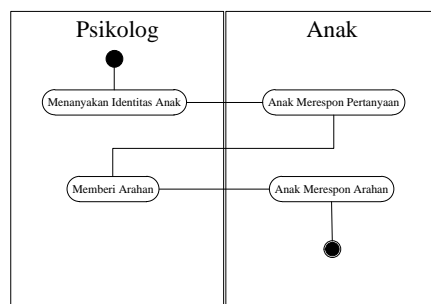 Psikolog
Anak
Menanyakan Identitas Anak
Anak Merespon Pertanyaan
Memberi Arahan
Anak Merespon Arahan